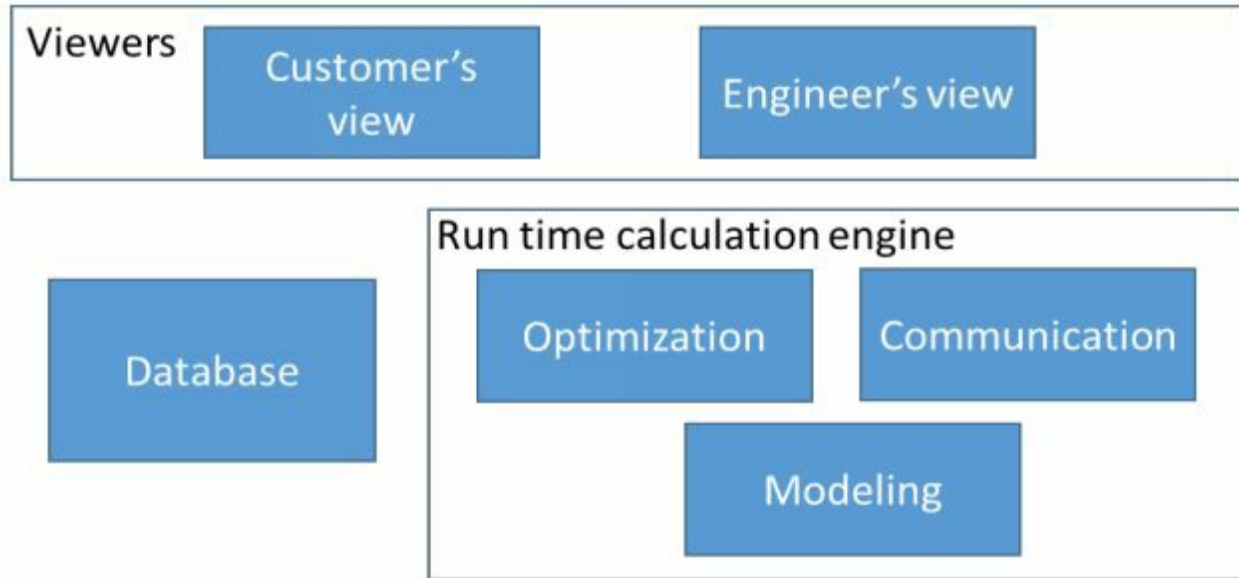 Viewers
Customer's
view
Engineer's view
Run time calculation engine
Optimization
Communication
Database
Modeling